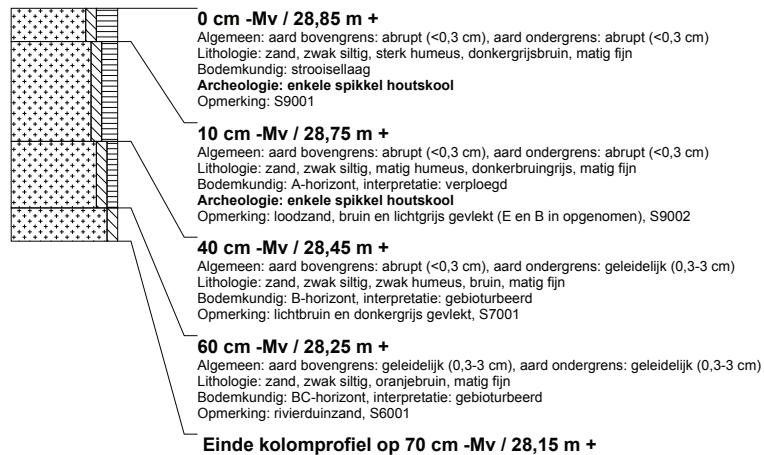 0 cm -Mv / 28,85 m +
Algemeen: aard bovengrens: abrupt (<0,3 cm), aard ondergrens: abrupt (<0,3 cm)
Lithologie: zand, zwak siltig, sterk humeus, donkergrijsbruin, matig fijn
Bodemkundig: strooisellaag
Archeologie: enkele spikkel houtskool
Opmerking: S9001
10 cm -Mv / 28,75 m +
Algemeen: aard bovengrens: abrupt (<0,3 cm), aard ondergrens: abrupt (<0,3 cm)
Lithologie: zand, zwak siltig, matig humeus, donkerbruingrijs, matig fijn
Bodemkundig: A-horizont, interpretatie: verploegd
Archeologie: enkele spikkel houtskool
Opmerking: loodzand, bruin en lichtgrijs gevlekt (E en B in opgenomen), S9002
40 cm -Mv / 28,45 m +
Algemeen: aard bovengrens: abrupt (<0,3 cm), aard ondergrens: geleidelijk (0,3-3 cm)
Lithologie: zand, zwak siltig, zwak humeus, bruin, matig fijn
Bodemkundig: B-horizont, interpretatie: gebioturbeerd
Opmerking: lichtbruin en donkergrijs gevlekt, S7001
60 cm -Mv / 28,25 m +
Algemeen: aard bovengrens: geleidelijk (0,3-3 cm), aard ondergrens: geleidelijk (0,3-3 cm)
Lithologie: zand, zwak siltig, oranjebruin, matig fijn
Bodemkundig: BC-horizont, interpretatie: gebioturbeerd
Opmerking: rivierduinzand, S6001
Einde kolomprofiel op 70 cm -Mv / 28,15 m +